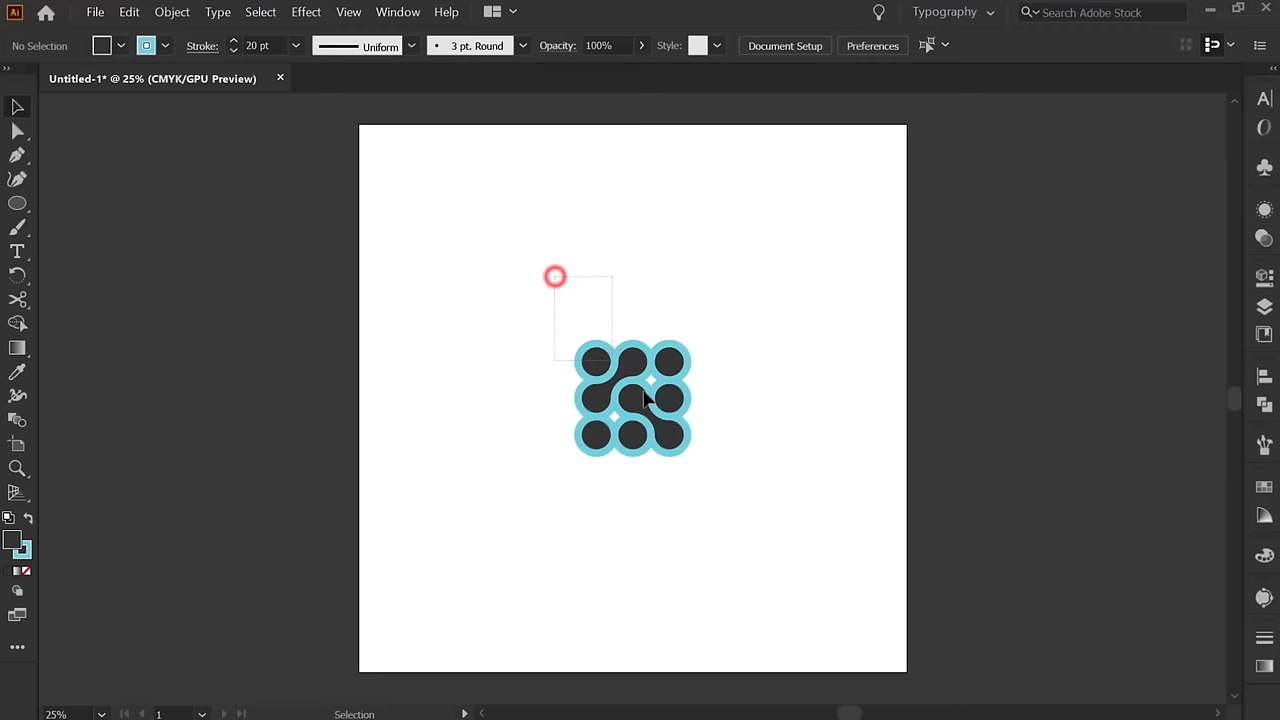 Ai File Edit Object Type Select Effect View Window Help Typography Search Adobe Stock
No Selection Stroke: 20 pt Uniform 3 pt. Round Opacity: 100% Style: Document Setup Preferences
Untitled-1* @ 25% (CMYK/GPU Preview)
25% 1 Selection